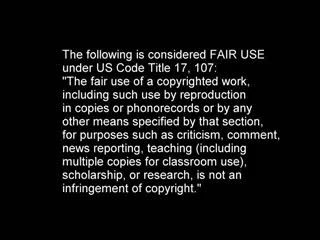 The following is considered FAIR USE
under US Code Title 17, 107:
"The fair use of a copyrighted work,
including such use by reproduction
in copies or phonorecords or by any
other means specified by that section,
for purposes such as criticism, comment,
news reporting, teaching (including
multiple copies for classroom use),
scholarship, or research, is not an
infringement of copyright."